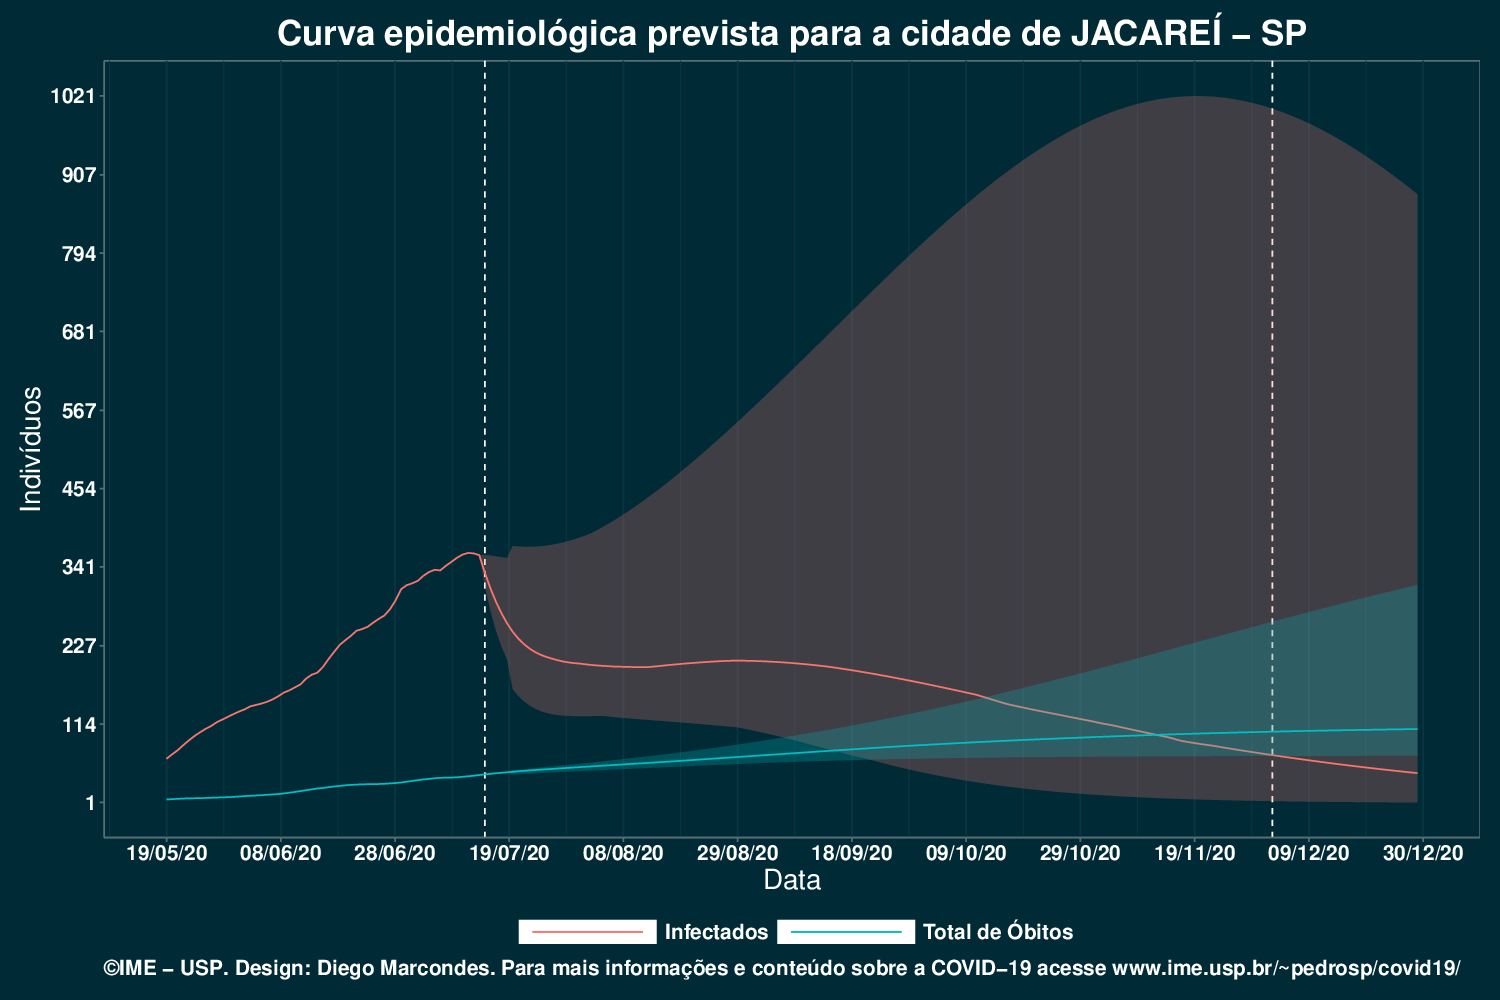 Curva epidemiológica prevista para a cidade de JACAREÍ – SP
1021
907
794
681
567
454
341
227
114
1
Indivíduos
19/05/20 08/06/20 28/06/20 19/07/20 08/08/20 29/08/20 18/09/20 09/10/20 29/10/20 19/11/20 09/12/20 30/12/20
Data
Infectados Total de Óbitos
©IME – USP. Design: Diego Marcondes. Para mais informações e conteúdo sobre a COVID–19 acesse www.ime.usp.br/~pedrosp/covid19/